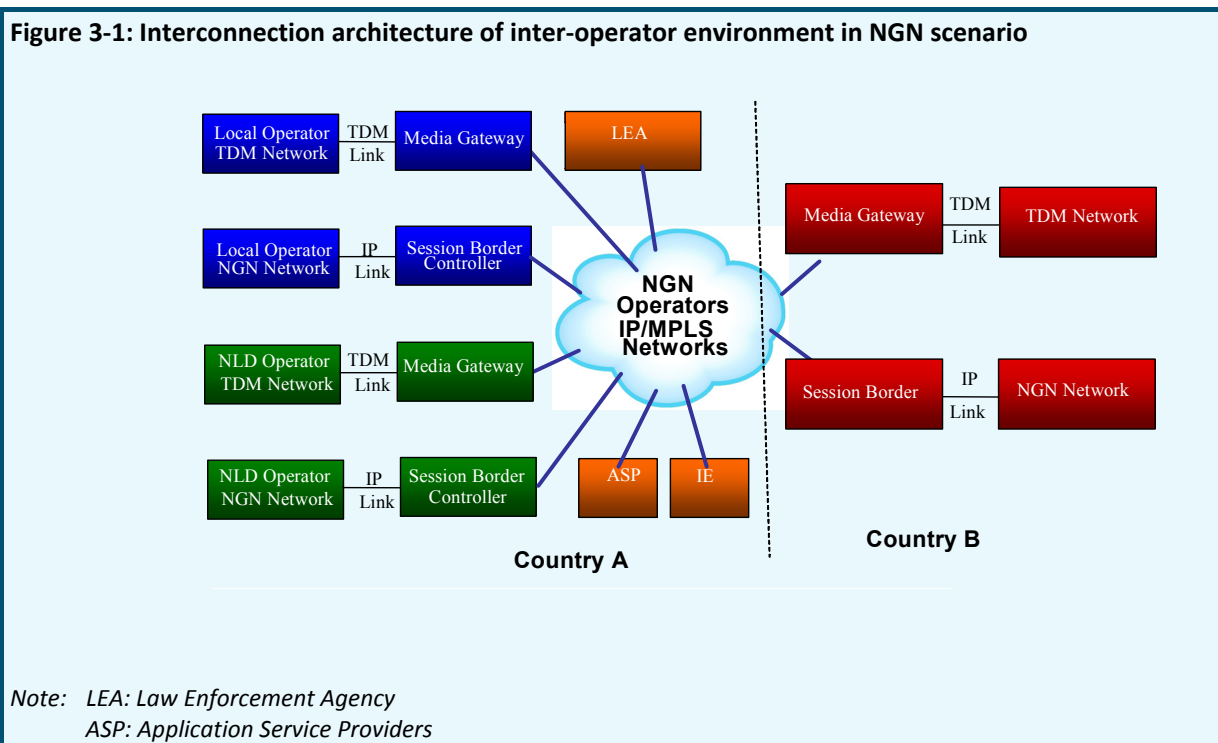 Figure 3-1: Interconnection architecture of inter-operator environment in NGN scenario
Local Operator
TDM Network
TDM
Link
Media Gateway
LEA
Local Operator
NGN Network
IP
Link
Session Border
Controller
NLD Operator
TDM Network
TDM
Link
Media Gateway
NLD Operator
NGN Network
IP
Link
Session Border
Controller
NGN
Operators
IP/MPLS
Networks
ASP
IE
Country A
Media Gateway
TDM
Link
TDM Network
Session Border
IP
Link
NGN Network
Country B
Note: LEA: Law Enforcement Agency
ASP: Application Service Providers